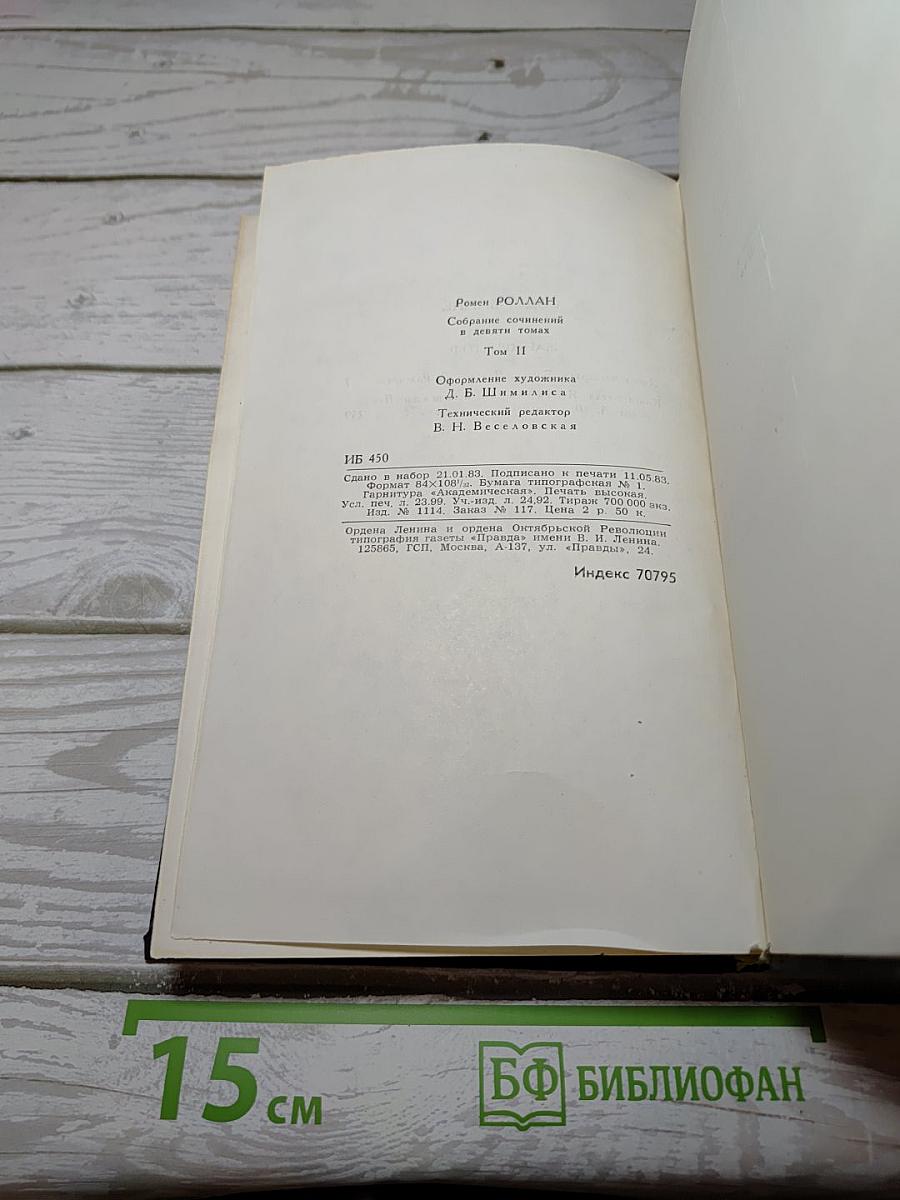 Ромен РОЛЛАН
Собрание сочинений
в девяти томах
Том II
Оформление художника
Д. Б. Шимилиса
Технический редактор
В. Н. Веселовская
ИБ 450
Сдано в набор 21.01.83. Подписано к печати 11.05.83.
Формат 84×108¹/₃₂. Бумага типографская № 1.
Гарнитура «Академическая». Печать высокая.
Усл. печ. л. 23,99. Уч.-изд. л. 24,92. Тираж 700 000 экз.
Изд. № 1114. Заказ № 117. Цена 2 р. 50 к.
Ордена Ленина и ордена Октябрьской Революции
типография газеты «Правда» имени В. И. Ленина.
125865, ГСП, Москва, А-137, ул. «Правды», 24.
Индекс 70795
15 см
БФ БИБЛИОФАН